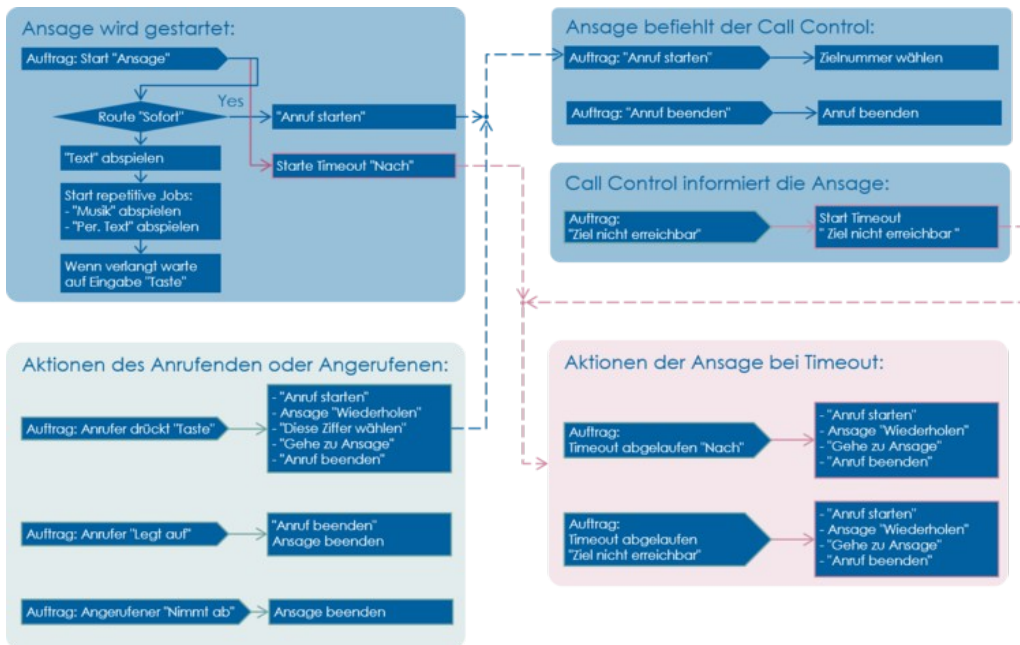 Ansage wird gestartet:
Auftrag: Start "Ansage"
Route "Sofort"
Yes
"Anruf starten"
"Text" abspielen
Starte Timeout "Nach"
Start repetitive Jobs:
- "Musik" abspielen
- "Per. Text" abspielen
Wenn verlangt warte
auf Eingabe "Taste"
Ansage befiehlt der Call Control:
Auftrag: "Anruf starten"
Zielnummer wählen
Auftrag: "Anruf beenden"
Anruf beenden
Call Control informiert die Ansage:
Auftrag:
"Ziel nicht erreichbar"
Start Timeout
" Ziel nicht erreichbar "
Aktionen des Anrufenden oder Angerufenen:
Auftrag: Anrufer drückt "Taste"
- "Anruf starten"
- Ansage "Wiederholen"
- "Diese Ziffer wählen"
- "Gehe zu Ansage"
- "Anruf beenden"
Auftrag: Anrufer "Legt auf"
"Anruf beenden"
Ansage beenden
Auftrag: Angerufener "Nimmt ab"
Ansage beenden
Aktionen der Ansage bei Timeout:
Auftrag:
Timeout abgelaufen "Nach"
- "Anruf starten"
- Ansage "Wiederholen"
- "Gehe zu Ansage"
- "Anruf beenden"
Auftrag:
Timeout abgelaufen
"Ziel nicht erreichbar"
- "Anruf starten"
- Ansage "Wiederholen"
- "Gehe zu Ansage"
- "Anruf beenden"